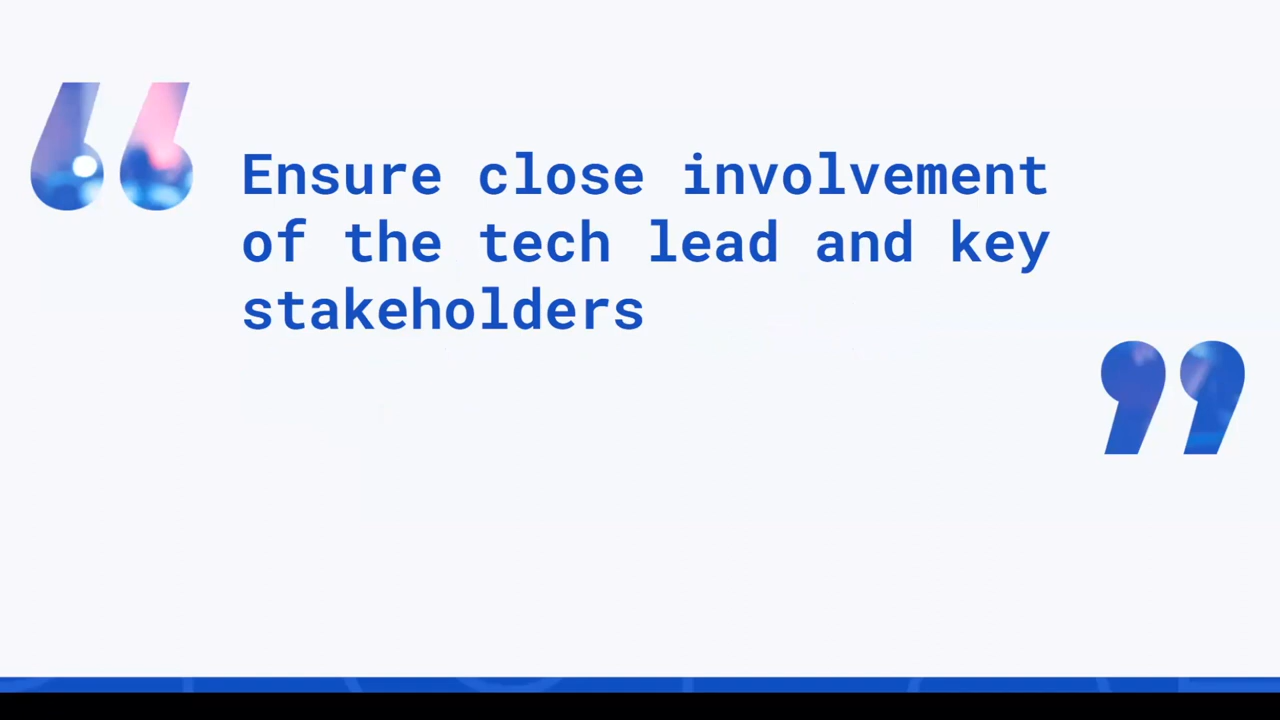 “
Ensure close involvement
of the tech lead and key
stakeholders
”